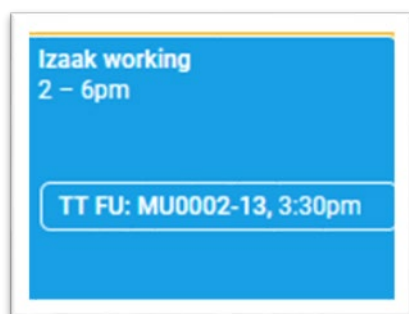 Izaak working
2 – 6pm
TT FU: MU0002-13, 3:30pm